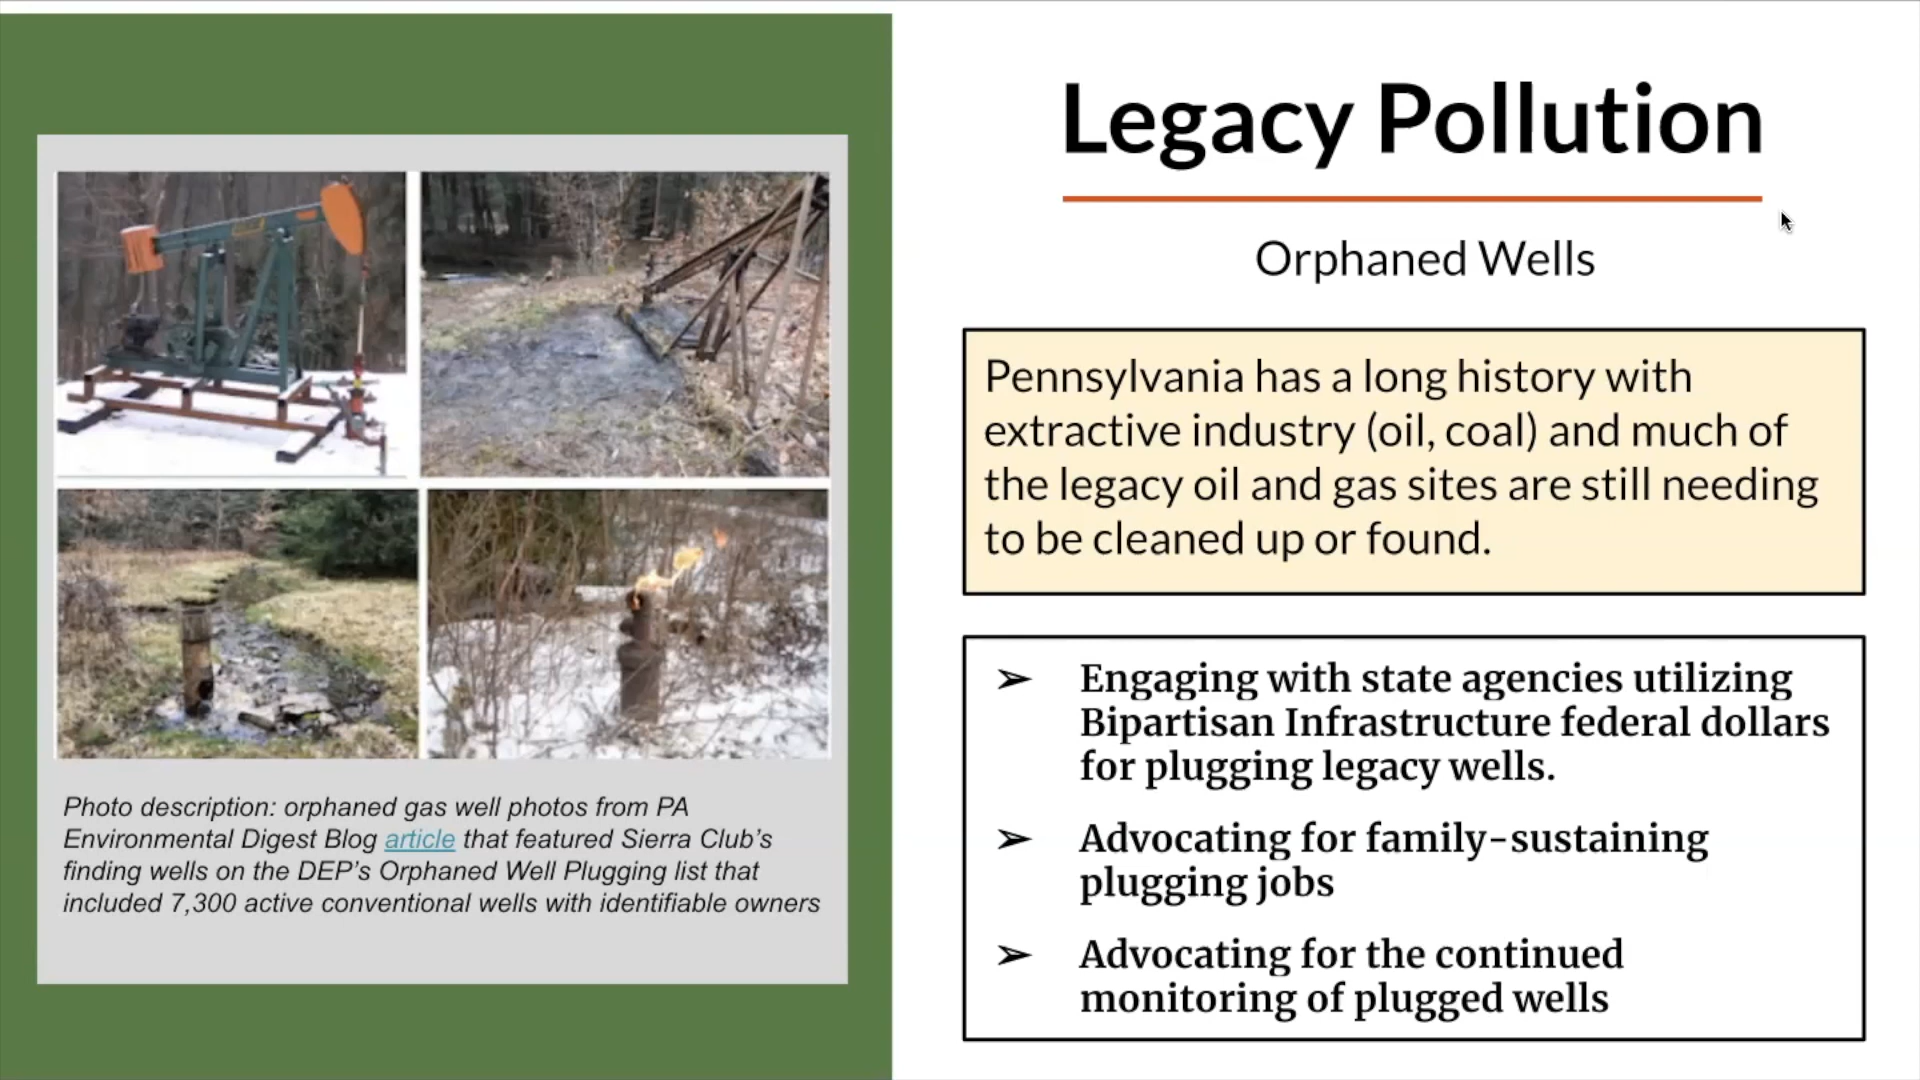 Legacy Pollution
Orphaned Wells
Pennsylvania has a long history with
extractive industry (oil, coal) and much of
the legacy oil and gas sites are still needing
to be cleaned up or found.
➢ Engaging with state agencies utilizing
Bipartisan Infrastructure federal dollars
for plugging legacy wells.
➢ Advocating for family-sustaining
plugging jobs
➢ Advocating for the continued
monitoring of plugged wells
Photo description: orphaned gas well photos from PA
Environmental Digest Blog article that featured Sierra Club’s
finding wells on the DEP’s Orphaned Well Plugging list that
included 7,300 active conventional wells with identifiable owners